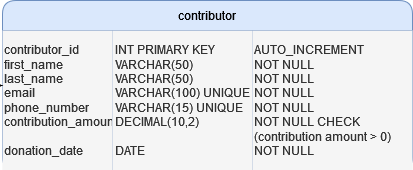 contributor
contributor_id INT PRIMARY KEY AUTO_INCREMENT
first_name VARCHAR(50) NOT NULL
last_name VARCHAR(50) NOT NULL
email VARCHAR(100) UNIQUE NOT NULL
phone_number VARCHAR(15) UNIQUE NOT NULL
contribution_amoun DECIMAL(10,2) NOT NULL CHECK
(contribution amount > 0)
donation_date DATE NOT NULL